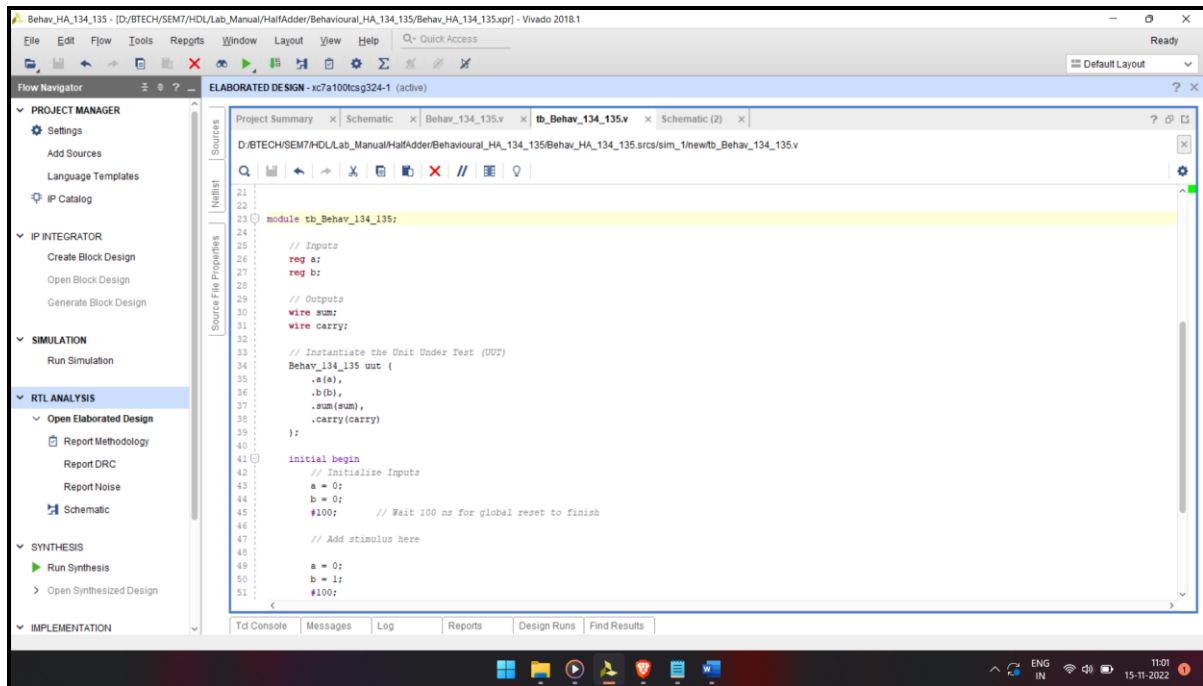 Behav_HA_134_135 - [D:/BTECH/SEM7/HDL/Lab_Manual/HalfAdder/Behavioural_HA_134_135/Behav_HA_134_135.xpr] - Vivado 2018.1
File Edit Flow Tools Reports Window Layout View Help Q- Quick Access Ready
Default Layout
Flow Navigator ELABORATED DESIGN - xc7a100tcsg324-1 (active)
PROJECT MANAGER
Settings
Add Sources
Language Templates
IP Catalog
IP INTEGRATOR
Create Block Design
Open Block Design
Generate Block Design
SIMULATION
Run Simulation
RTL ANALYSIS
Open Elaborated Design
Report Methodology
Report DRC
Report Noise
Schematic
SYNTHESIS
Run Synthesis
Open Synthesized Design
IMPLEMENTATION
Sources
Netlist
Source File Properties
Project Summary Schematic Behav_134_135.v tb_Behav_134_135.v Schematic (2)
D:/BTECH/SEM7/HDL/Lab_Manual/HalfAdder/Behavioural_HA_134_135/Behav_HA_134_135.srcs/sim_1/new/tb_Behav_134_135.v
21
22
23 module tb_Behav_134_135;
24
25 // Inputs
26 reg a;
27 reg b;
28
29 // Outputs
30 wire sum;
31 wire carry;
32
33 // Instantiate the Unit Under Test (UUT)
34 Behav_134_135 uut (
35 .a(a),
36 .b(b),
37 .sum(sum),
38 .carry(carry)
39 );
40
41 initial begin
42 // Initialize Inputs
43 a = 0;
44 b = 0;
45 #100; // Wait 100 ns for global reset to finish
46
47 // Add stimulus here
48
49 a = 0;
50 b = 1;
51 #100;
Tcl Console Messages Log Reports Design Runs Find Results
ENG
IN
11:01
15-11-2022
1